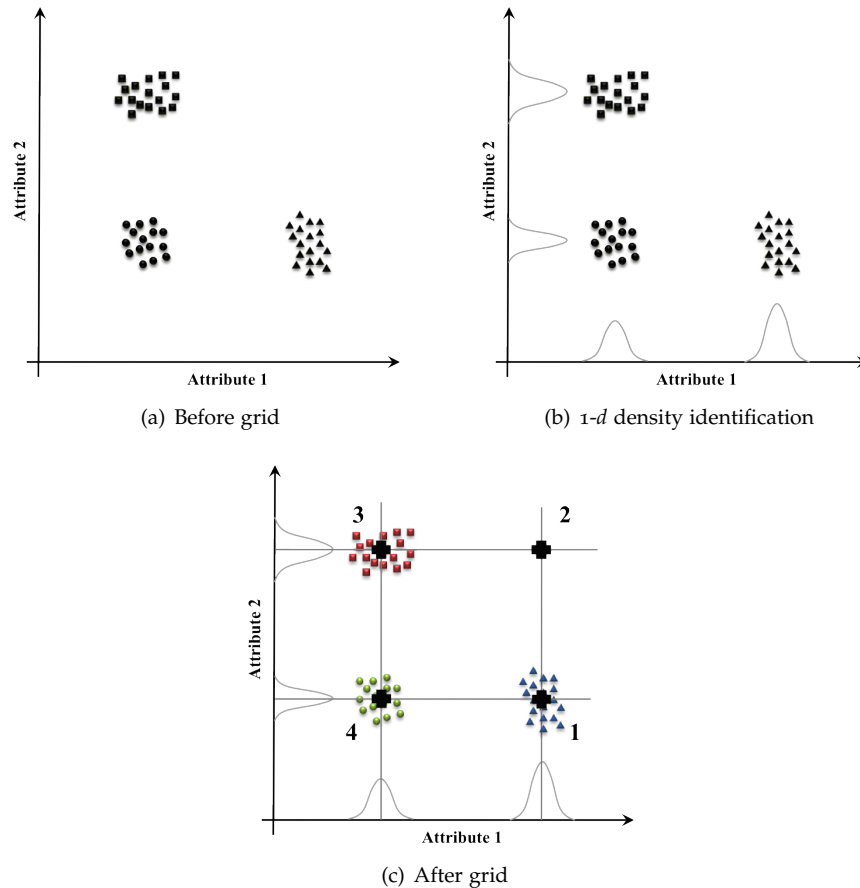 Attribute 2
Attribute 1
(a) Before grid
Attribute 2
Attribute 1
(b) 1-d density identification
3
2
Attribute 2
4
1
Attribute 1
(c) After grid